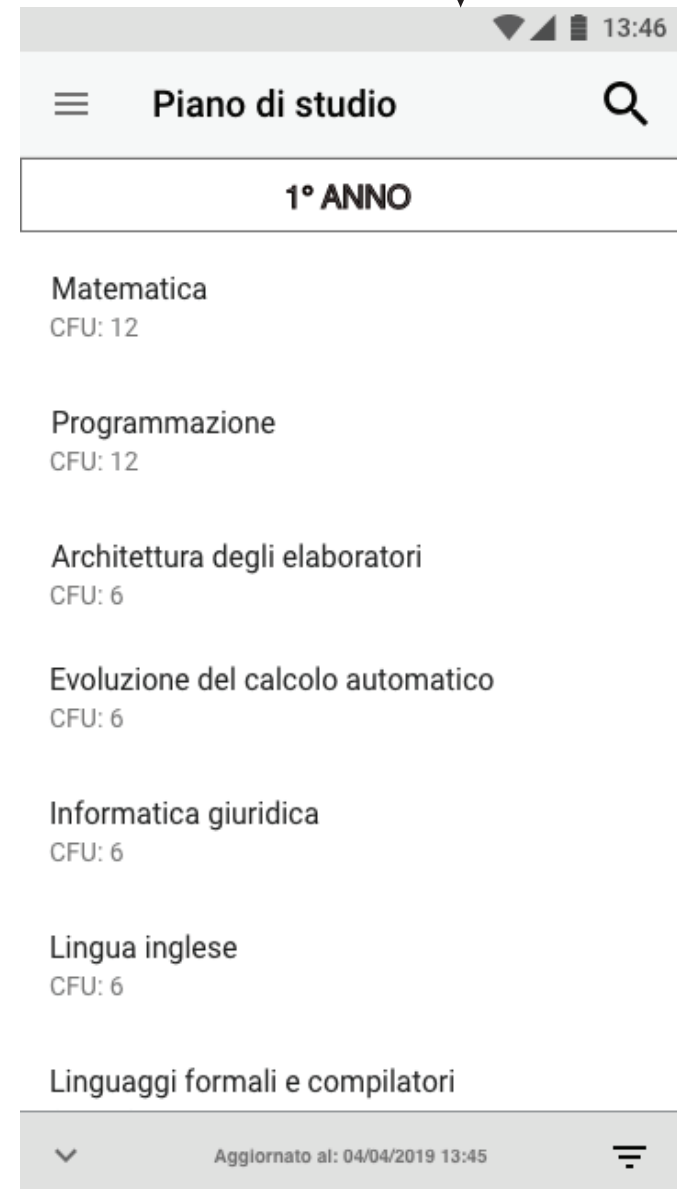 13:46
Piano di studio
1° ANNO
Matematica
CFU: 12
Programmazione
CFU: 12
Architettura degli elaboratori
CFU: 6
Evoluzione del calcolo automatico
CFU: 6
Informatica giuridica
CFU: 6
Lingua inglese
CFU: 6
Linguaggi formali e compilatori
Aggiornato al: 04/04/2019 13:45